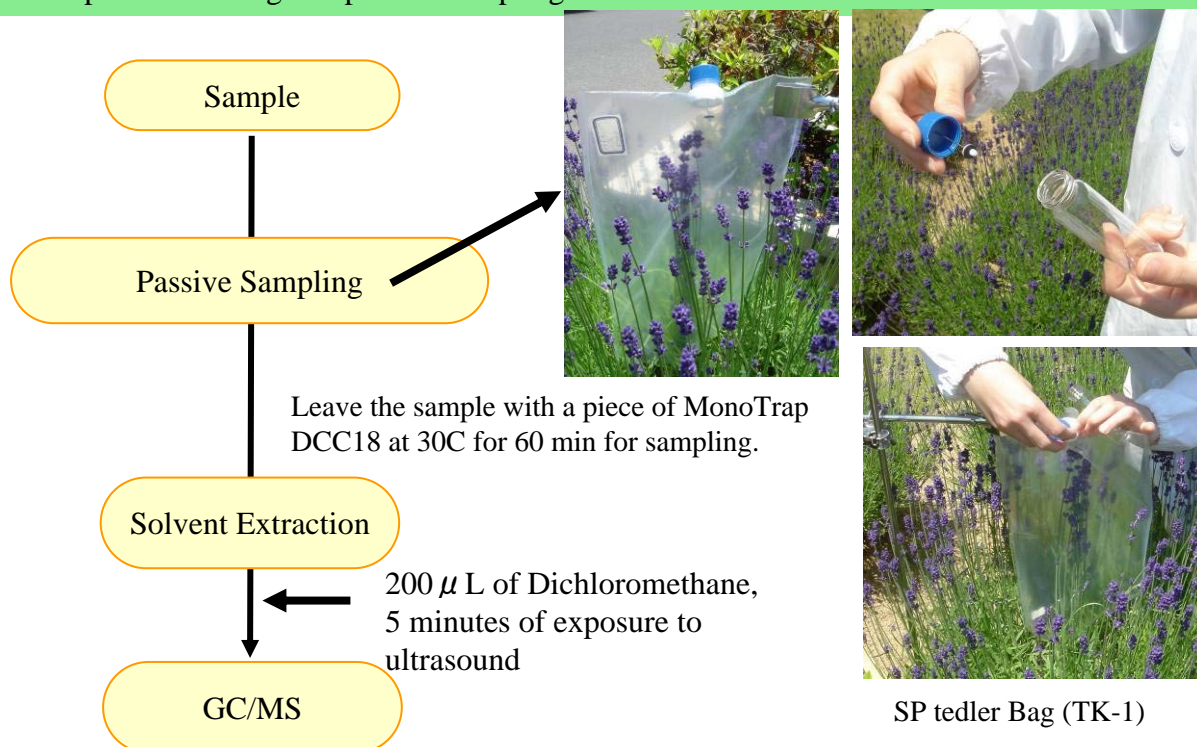 Sample
Passive Sampling
Leave the sample with a piece of MonoTrap
DCC18 at 30C for 60 min for sampling.
Solvent Extraction
200 μ L of Dichloromethane,
5 minutes of exposure to
ultrasound
GC/MS
SP tedler Bag (TK-1)